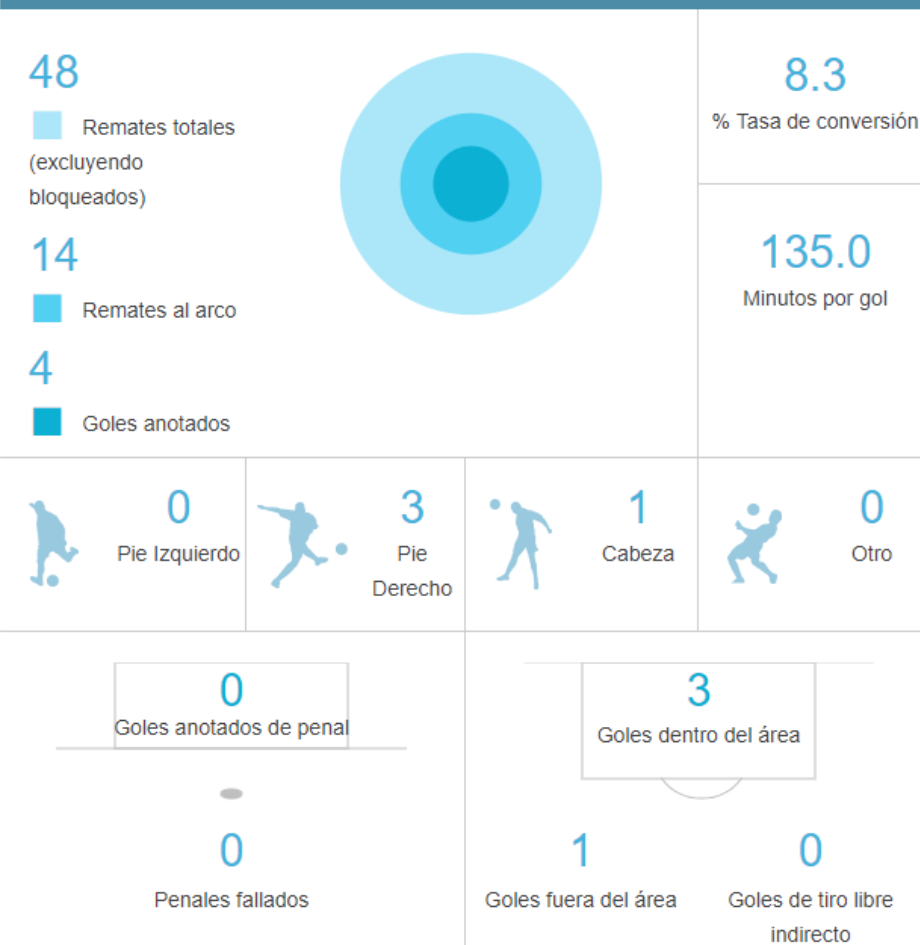 48
Remates totales
(excluyendo
bloqueados)
14
Remates al arco
4
Goles anotados
8.3
% Tasa de conversión
135.0
Minutos por gol
0
Pie Izquierdo
3
Pie
Derecho
1
Cabeza
0
Otro
0
Goles anotados de penal
0
Penales fallados
3
Goles dentro del área
1
Goles fuera del área
0
Goles de tiro libre
indirecto